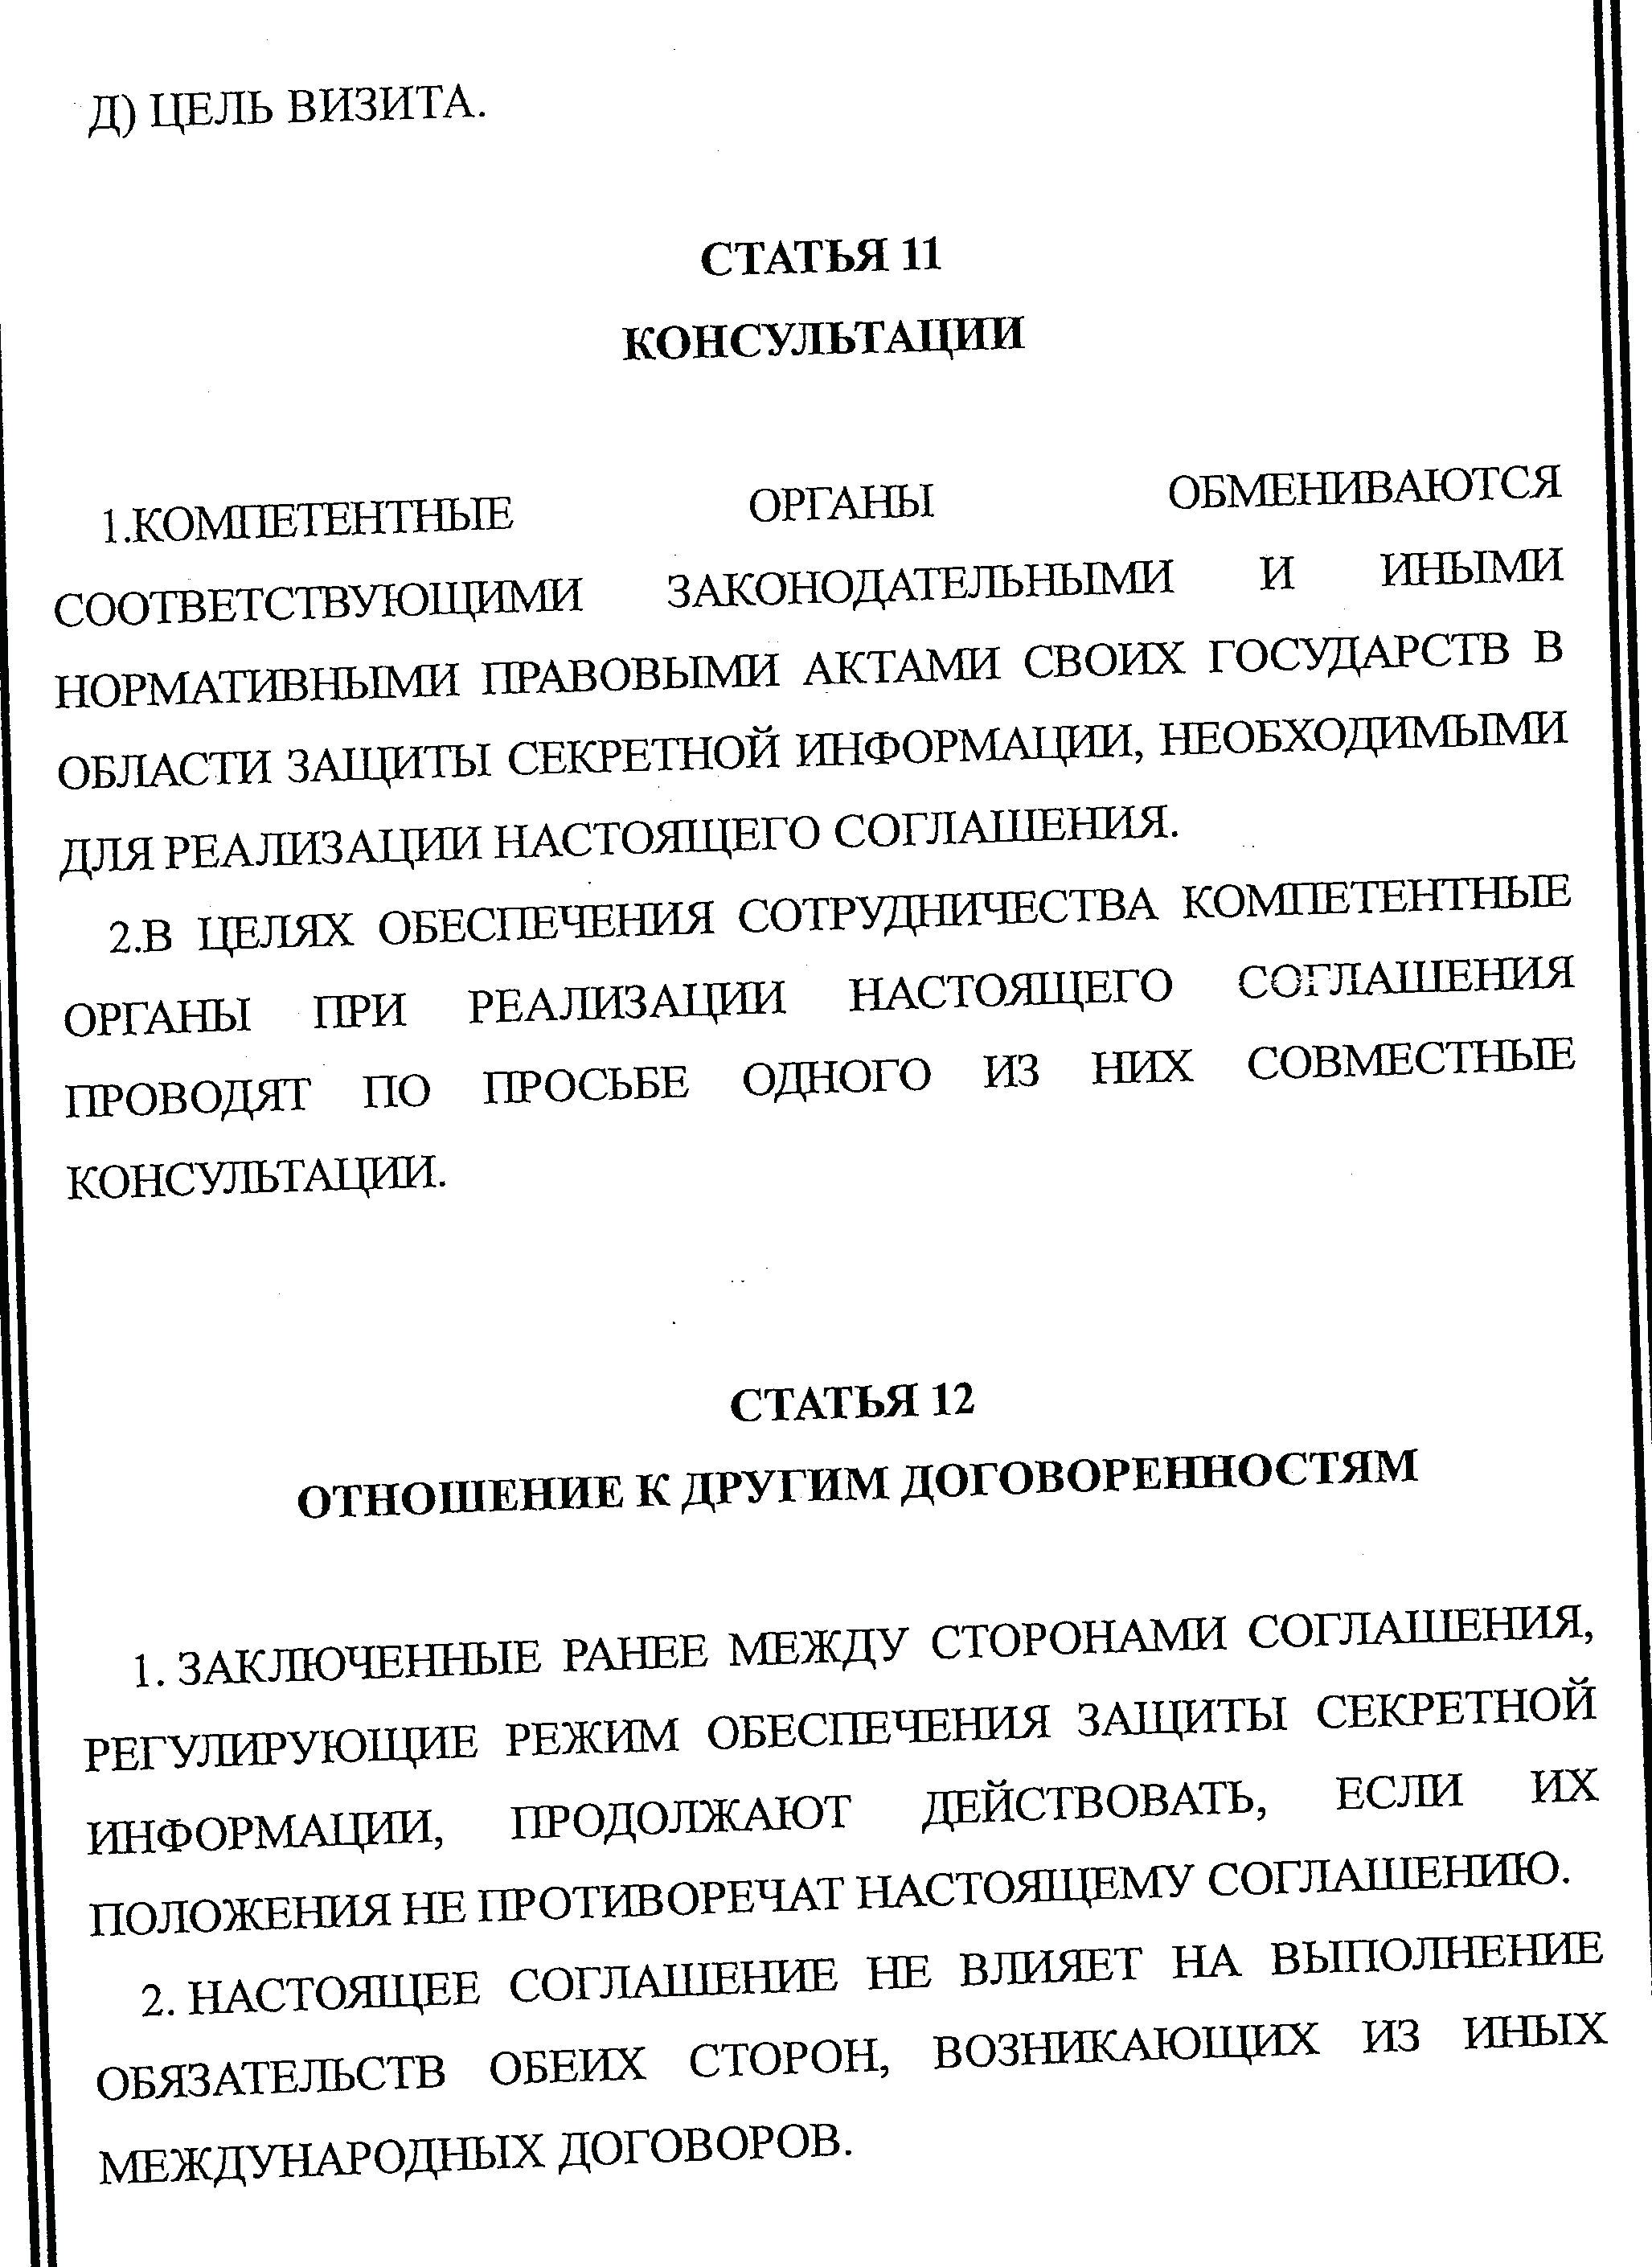 Д) ЦЕЛЬ ВИЗИТА.
СТАТЬЯ 11
КОНСУЛЬТАЦИИ
1.КОМПЕТЕНТНЫЕ ОРГАНЫ ОБМЕНИВАЮТСЯ
СООТВЕТСТВУЮЩИМИ ЗАКОНОДАТЕЛЬНЫМИ И ИНЫМИ
НОРМАТИВНЫМИ ПРАВОВЫМИ АКТАМИ СВОИХ ГОСУДАРСТВ В
ОБЛАСТИ ЗАЩИТЫ СЕКРЕТНОЙ ИНФОРМАЦИИ, НЕОБХОДИМЫМИ
ДЛЯ РЕАЛИЗАЦИИ НАСТОЯЩЕГО СОГЛАШЕНИЯ.
2.В ЦЕЛЯХ ОБЕСПЕЧЕНИЯ СОТРУДНИЧЕСТВА КОМПЕТЕНТНЫЕ
ОРГАНЫ ПРИ РЕАЛИЗАЦИИ НАСТОЯЩЕГО СОГЛАШЕНИЯ
ПРОВОДЯТ ПО ПРОСЬБЕ ОДНОГО ИЗ НИХ СОВМЕСТНЫЕ
КОНСУЛЬТАЦИИ.
СТАТЬЯ 12
ОТНОШЕНИЕ К ДРУГИМ ДОГОВОРЕННОСТЯМ
1. ЗАКЛЮЧЕННЫЕ РАНЕЕ МЕЖДУ СТОРОНАМИ СОГЛАШЕНИЯ,
РЕГУЛИРУЮЩИЕ РЕЖИМ ОБЕСПЕЧЕНИЯ ЗАЩИТЫ СЕКРЕТНОЙ
ИНФОРМАЦИИ, ПРОДОЛЖАЮТ ДЕЙСТВОВАТЬ, ЕСЛИ ИХ
ПОЛОЖЕНИЯ НЕ ПРОТИВОРЕЧАТ НАСТОЯЩЕМУ СОГЛАШЕНИЮ.
2. НАСТОЯЩЕЕ СОГЛАШЕНИЕ НЕ ВЛИЯЕТ НА ВЫПОЛНЕНИЕ
ОБЯЗАТЕЛЬСТВ ОБЕИХ СТОРОН, ВОЗНИКАЮЩИХ ИЗ ИНЫХ
МЕЖДУНАРОДНЫХ ДОГОВОРОВ.